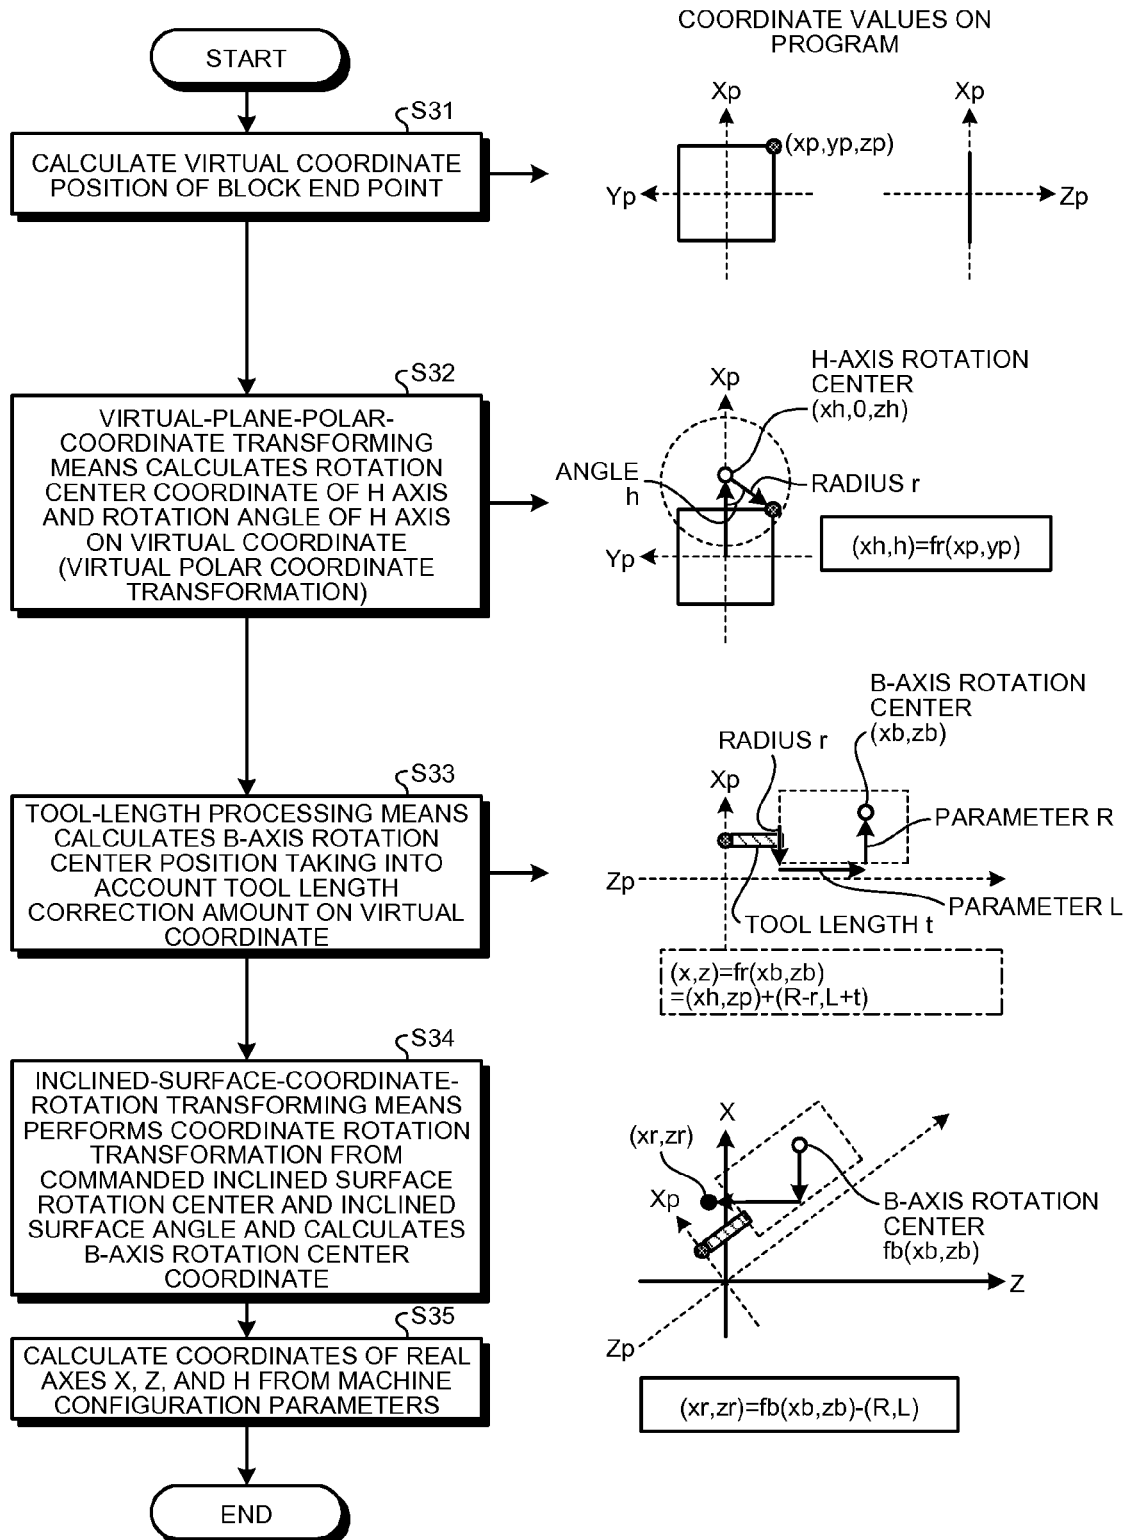 START
S31
CALCULATE VIRTUAL COORDINATE
POSITION OF BLOCK END POINT
COORDINATE VALUES ON
PROGRAM
Xp
(xp,yp,zp)
Yp
Xp
Zp
S32
VIRTUAL-PLANE-POLAR-
COORDINATE TRANSFORMING
MEANS CALCULATES ROTATION
CENTER COORDINATE OF H AXIS
AND ROTATION ANGLE OF H AXIS
ON VIRTUAL COORDINATE
(VIRTUAL POLAR COORDINATE
TRANSFORMATION)
Xp
H-AXIS ROTATION
CENTER
(xh,0,zh)
ANGLE
h
RADIUS r
Yp
(xh,h)=fr(xp,yp)
S33
TOOL-LENGTH PROCESSING MEANS
CALCULATES B-AXIS ROTATION
CENTER POSITION TAKING INTO
ACCOUNT TOOL LENGTH
CORRECTION AMOUNT ON VIRTUAL
COORDINATE
B-AXIS ROTATION
CENTER
(xb,zb)
RADIUS r
Xp
PARAMETER R
Zp
PARAMETER L
TOOL LENGTH t
(x,z)=fr(xb,zb)
=(xh,zp)+(R-r,L+t)
S34
INCLINED-SURFACE-COORDINATE-
ROTATION TRANSFORMING MEANS
PERFORMS COORDINATE ROTATION
TRANSFORMATION FROM
COMMANDED INCLINED SURFACE
ROTATION CENTER AND INCLINED
SURFACE ANGLE AND CALCULATES
B-AXIS ROTATION CENTER
COORDINATE
X
(xr,zr)
Xp
B-AXIS ROTATION
CENTER
fb(xb,zb)
Z
Zp
S35
CALCULATE COORDINATES OF REAL
AXES X, Z, AND H FROM MACHINE
CONFIGURATION PARAMETERS
(xr,zr)=fb(xb,zb)-(R,L)
END